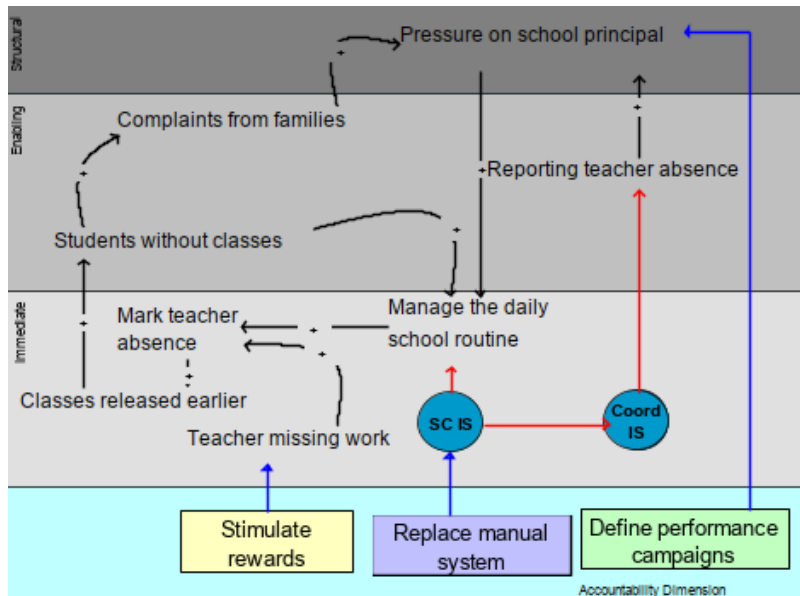 Structural
Pressure on school principal
+
Enabling
Complaints from families
+
+
Reporting teacher absence
+
Students without classes
+
Immediate
Manage the daily
school routine
Mark teacher
absence
+
+
+
+
Classes released earlier
Teacher missing work
SC IS
Coord
IS
Stimulate
rewards
Replace manual
system
Define performance
campaigns
Accountability Dimension